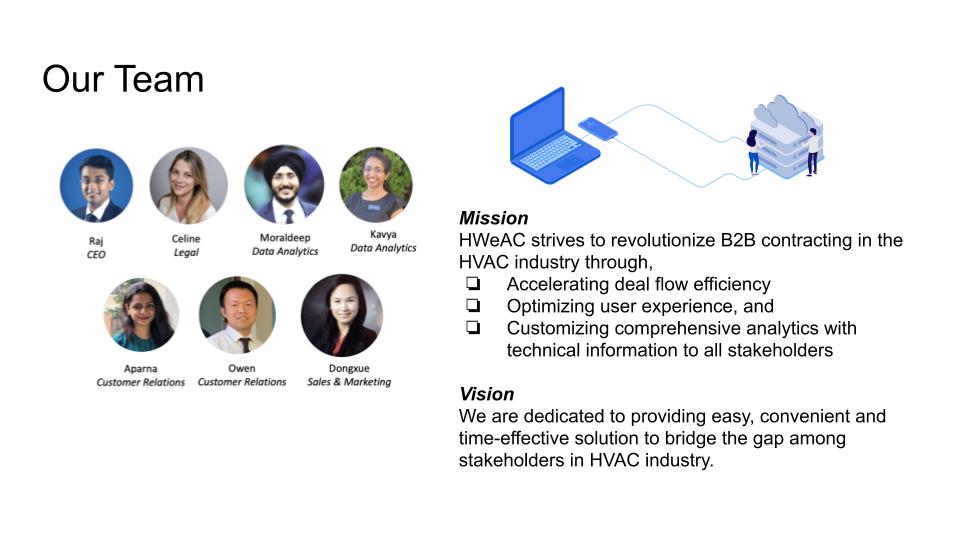 Our Team
Raj
CEO
Celine
Legal
Moraldeep
Data Analytics
Kavya
Data Analytics
Aparna
Customer Relations
Owen
Customer Relations
Dongxue
Sales & Marketing
Mission
HWeAC strives to revolutionize B2B contracting in the
HVAC industry through,
❏ Accelerating deal flow efficiency
❏ Optimizing user experience, and
❏ Customizing comprehensive analytics with
technical information to all stakeholders
Vision
We are dedicated to providing easy, convenient and
time-effective solution to bridge the gap among
stakeholders in HVAC industry.